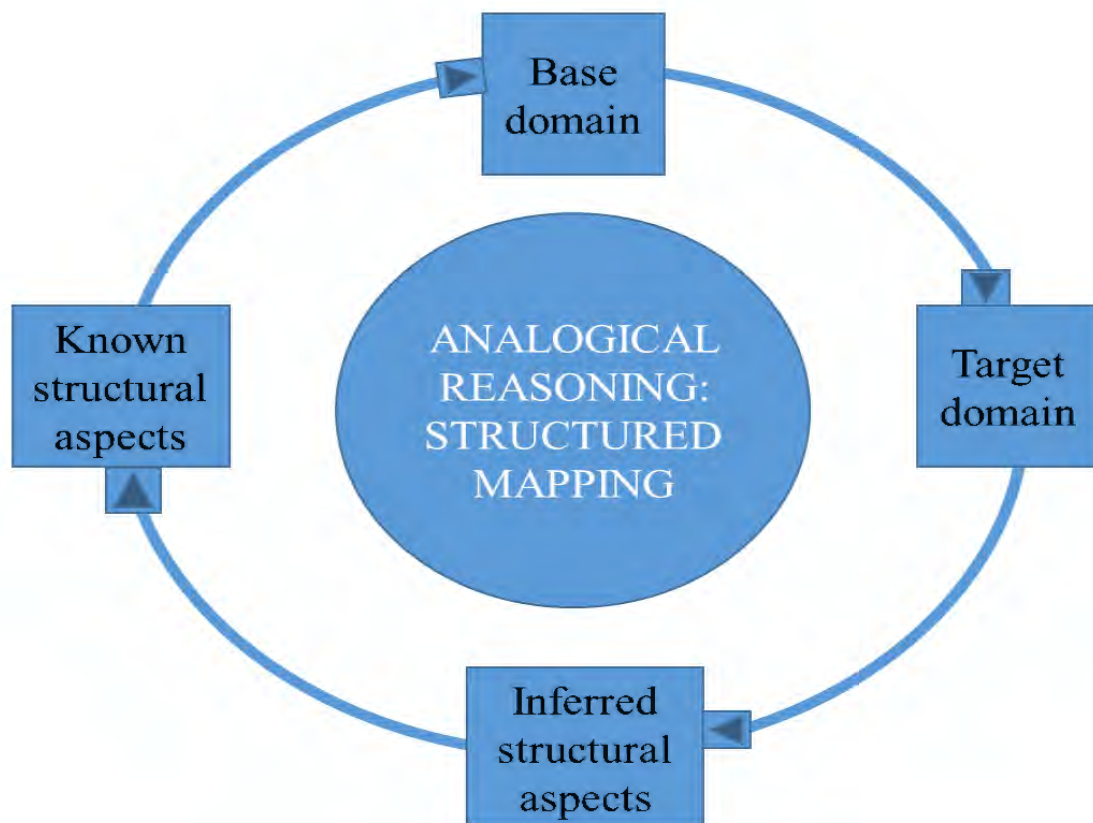 Base
domain
Known
structural
aspects
ANALOGICAL
REASONING:
STRUCTURED
MAPPING
Target
domain
Inferred
structural
aspects